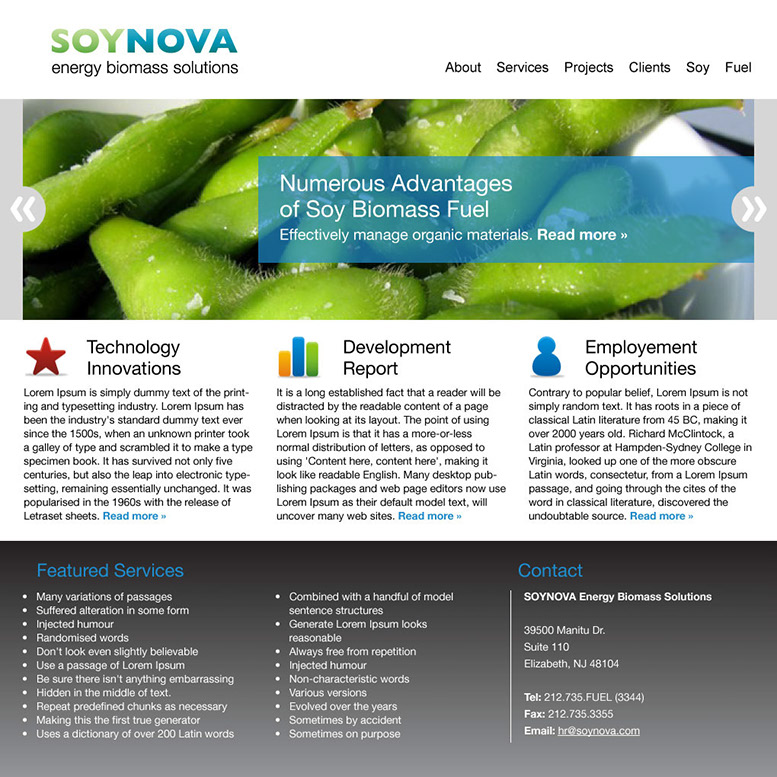 SOYNOVA
energy biomass solutions
About Services Projects Clients Soy Fuel
Numerous Advantages
of Soy Biomass Fuel
Effectively manage organic materials. Read more »
Technology
Innovations
Lorem Ipsum is simply dummy text of the print-
ing and typesetting industry. Lorem Ipsum has
been the industry's standard dummy text ever
since the 1500s, when an unknown printer took
a galley of type and scrambled it to make a type
specimen book. It has survived not only five
centuries, but also the leap into electronic type-
setting, remaining essentially unchanged. It was
popularised in the 1960s with the release of
Letraset sheets. Read more »
Development
Report
It is a long established fact that a reader will be
distracted by the readable content of a page
when looking at its layout. The point of using
Lorem Ipsum is that it has a more-or-less
normal distribution of letters, as opposed to
using 'Content here, content here', making it
look like readable English. Many desktop pub-
lishing packages and web page editors now use
Lorem Ipsum as their default model text, will
uncover many web sites. Read more »
Employement
Opportunities
Contrary to popular belief, Lorem Ipsum is not
simply random text. It has roots in a piece of
classical Latin literature from 45 BC, making it
over 2000 years old. Richard McClintock, a
Latin professor at Hampden-Sydney College in
Virginia, looked up one of the more obscure
Latin words, consectetur, from a Lorem Ipsum
passage, and going through the cites of the
word in classical literature, discovered the
undoubtable source. Read more »
Featured Services
• Many variations of passages
• Suffered alteration in some form
• Injected humour
• Randomised words
• Don't look even slightly believable
• Use a passage of Lorem Ipsum
• Be sure there isn't anything embarrassing
• Hidden in the middle of text.
• Repeat predefined chunks as necessary
• Making this the first true generator
• Uses a dictionary of over 200 Latin words
• Combined with a handful of model
sentence structures
• Generate Lorem Ipsum looks
reasonable
• Always free from repetition
• Injected humour
• Non-characteristic words
• Various versions
• Evolved over the years
• Sometimes by accident
• Sometimes on purpose
Contact
SOYNOVA Energy Biomass Solutions
39500 Manitu Dr.
Suite 110
Elizabeth, NJ 48104
Tel: 212.735.FUEL (3344)
Fax: 212.735.3355
Email: hr@soynova.com